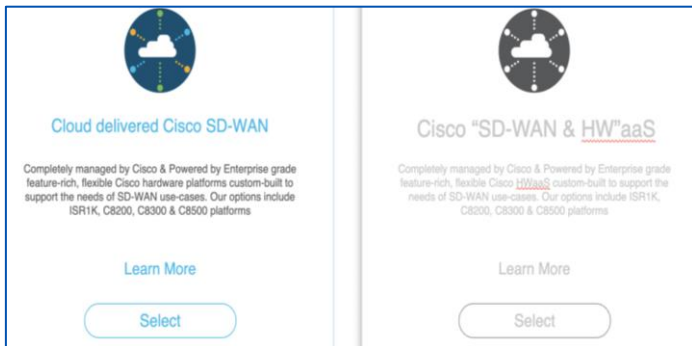 Cloud delivered Cisco SD-WAN
Completely managed by Cisco & Powered by Enterprise grade
feature-rich, flexible Cisco hardware platforms custom-built to
support the needs of SD-WAN use-cases. Our options include
ISR1K, C8200, C8300 & C8500 platforms
Learn More
Select
Cisco “SD-WAN & HW”aaS
Completely managed by Cisco & Powered by Enterprise grade
feature-rich, flexible Cisco HWaaS custom-built to support the
needs of SD-WAN use-cases. Our options include ISR1K,
C8200, C8300 & C8500 platforms
Learn More
Select